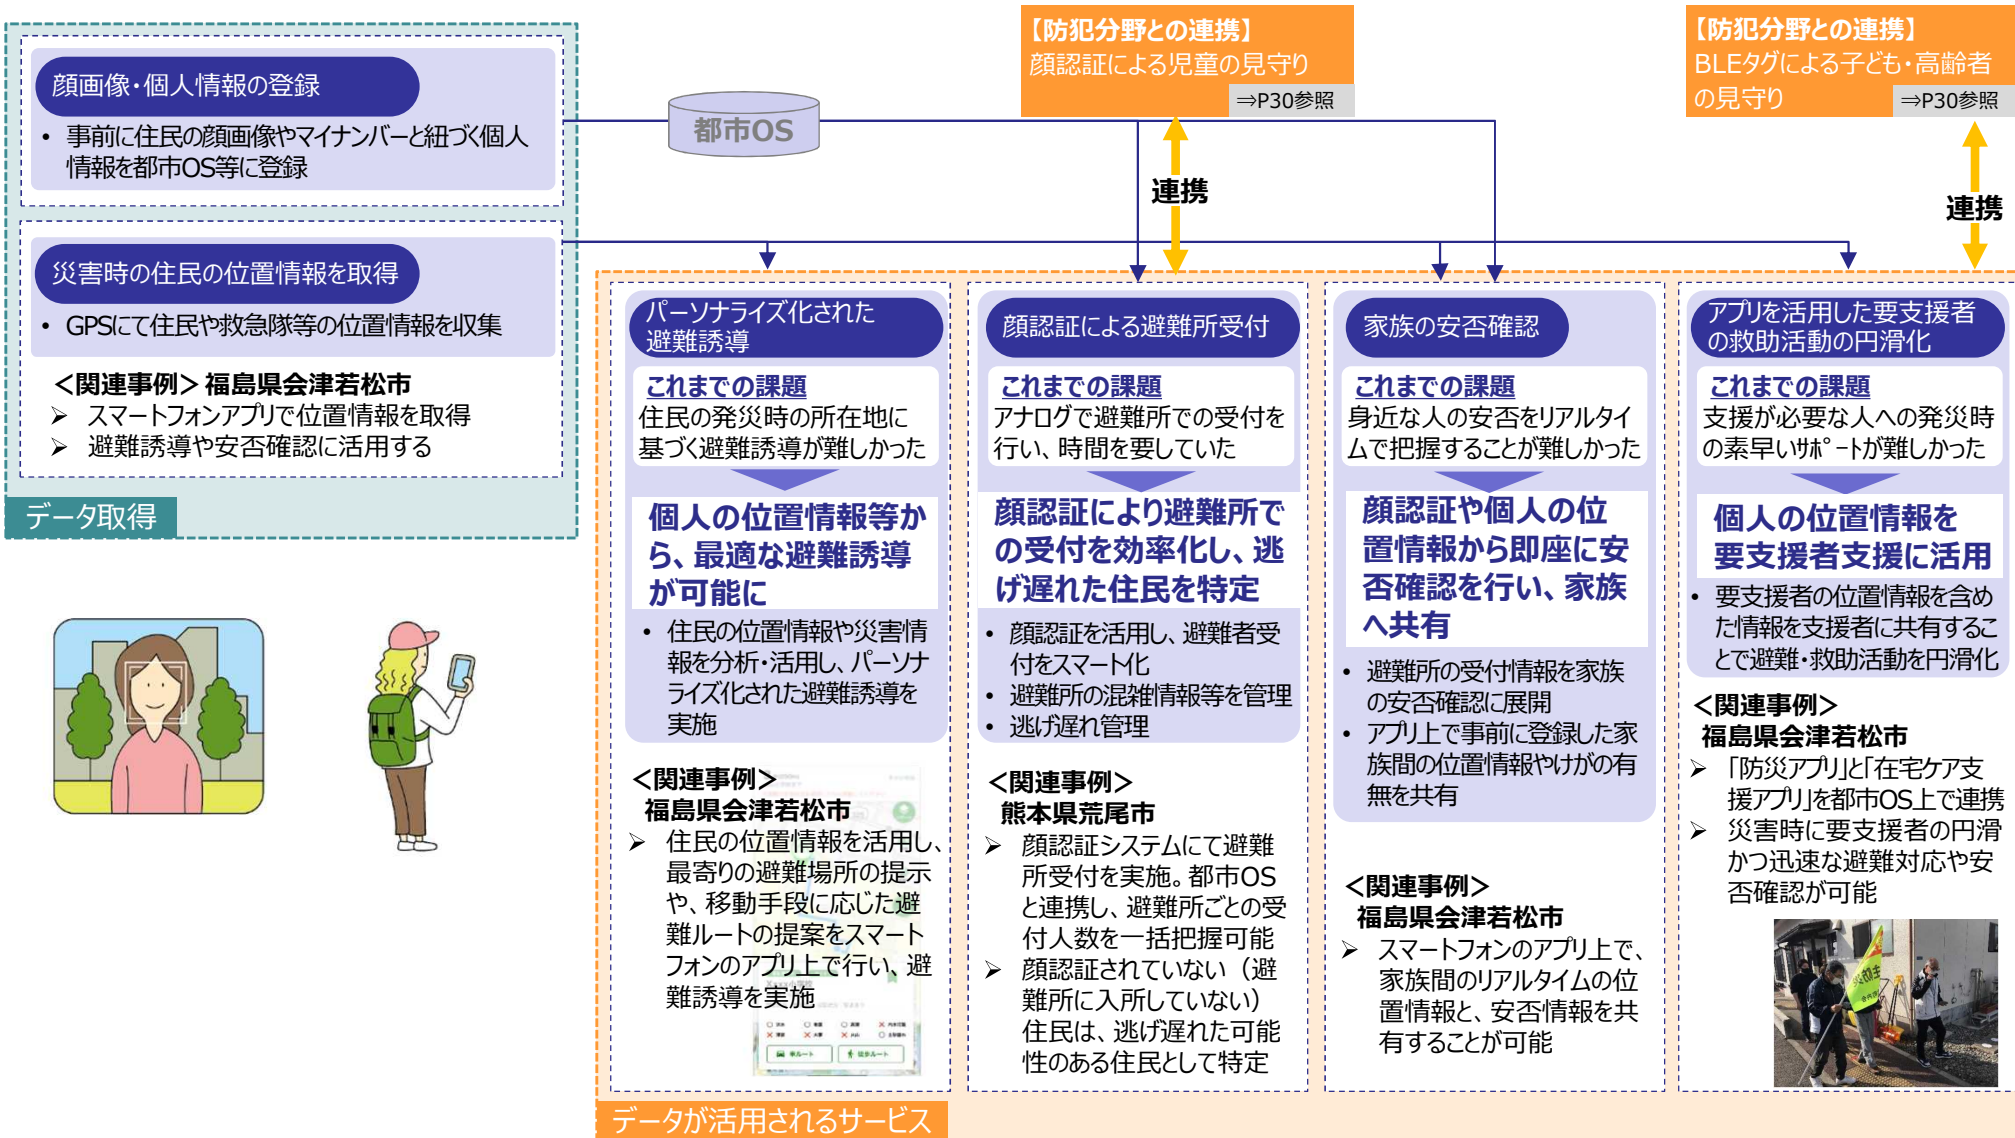 顔画像・個人情報の登録
• 事前に住民の顔画像やマイナンバーと紐づく個人
情報を都市OS等に登録
災害時の住民の位置情報を取得
• GPSにて住民や救急隊等の位置情報を収集
＜関連事例＞福島県会津若松市
➢ スマートフォンアプリで位置情報を取得
➢ 避難誘導や安否確認に活用する
データ取得
都市OS
【防犯分野との連携】
顔認証による児童の見守り
⇒P30参照
連携
【防犯分野との連携】
BLEタグによる子ども・高齢者
の見守り
⇒P30参照
連携
パーソナライズ化された
避難誘導
これまでの課題
住民の発災時の所在地に
基づく避難誘導が難しかった
個人の位置情報等か
ら、最適な避難誘導
が可能に
• 住民の位置情報や災害情
報を分析・活用し、パーソナ
ライズ化された避難誘導を
実施
＜関連事例＞
福島県会津若松市
➢ 住民の位置情報を活用し、
最寄りの避難場所の提示
や、移動手段に応じた避
難ルートの提案をスマート
フォンのアプリ上で行い、避
難誘導を実施
車ルート
徒歩ルート
顔認証による避難所受付
これまでの課題
アナログで避難所での受付を
行い、時間を要していた
顔認証により避難所で
の受付を効率化し、逃
げ遅れた住民を特定
• 顔認証を活用し、避難者受
付をスマート化
• 避難所の混雑情報等を管理
• 逃げ遅れ管理
＜関連事例＞
熊本県荒尾市
➢ 顔認証システムにて避難
所受付を実施。都市OS
と連携し、避難所ごとの受
付人数を一括把握可能
➢ 顔認証されていない（避
難所に入所していない）
住民は、逃げ遅れた可能
性のある住民として特定
家族の安否確認
これまでの課題
身近な人の安否をリアルタイ
ムで把握することが難しかった
顔認証や個人の位
置情報から即座に安
否確認を行い、家族
へ共有
• 避難所の受付情報を家族
の安否確認に展開
• アプリ上で事前に登録した家
族間の位置情報やけがの有
無を共有
＜関連事例＞
福島県会津若松市
➢ スマートフォンのアプリ上で、
家族間のリアルタイムの位
置情報と、安否情報を共
有することが可能
アプリを活用した要支援者
の救助活動の円滑化
これまでの課題
支援が必要な人への発災時
の素早いｻﾎﾟｰﾄが難しかった
個人の位置情報を
要支援者支援に活用
• 要支援者の位置情報を含め
た情報を支援者に共有するこ
とで避難・救助活動を円滑化
＜関連事例＞
福島県会津若松市
➢ 「防災アプリ」と「在宅ケア支
援アプリ」を都市OS上で連携
➢ 災害時に要支援者の円滑
かつ迅速な避難対応や安
否確認が可能
データが活用されるサービス